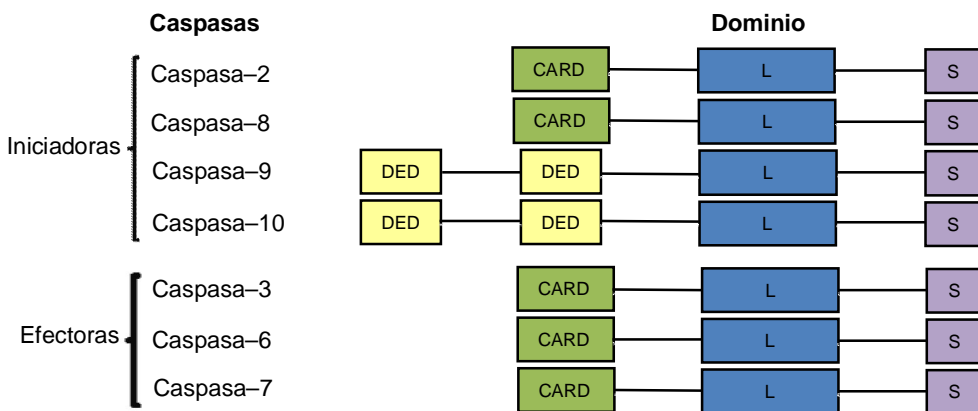 Caspasas Dominio
Caspasa–2 CARD L S
Caspasa–8 CARD L S
Iniciadoras
Caspasa–9 DED DED L S
Caspasa–10 DED DED L S
Caspasa–3 CARD L S
Efectoras
Caspasa–6 CARD L S
Caspasa–7 CARD L S